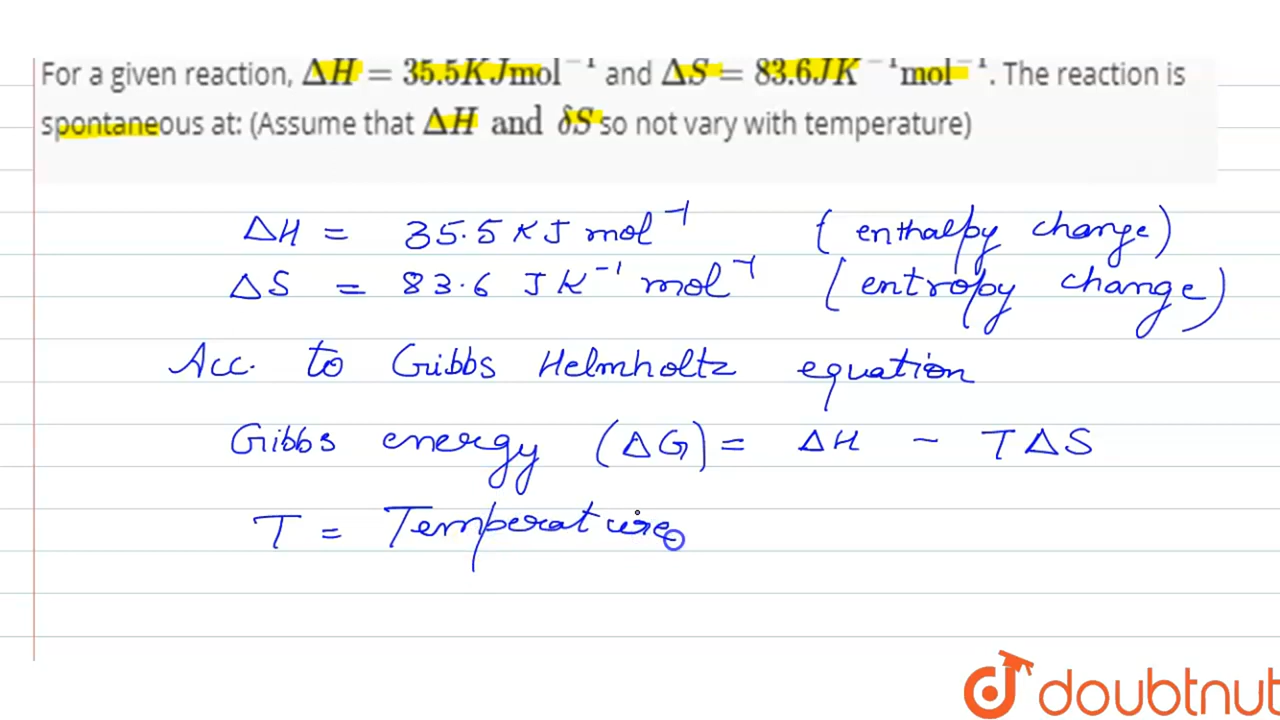 For a given reaction, ΔH = 35.5KJmol⁻¹ and ΔS = 83.6JK⁻¹mol⁻¹. The reaction is
spontaneous at: (Assume that ΔH and δS so not vary with temperature)
ΔH = 35.5 KJ mol⁻¹ (enthalpy change)
ΔS = 83.6 JK⁻¹ mol⁻¹ (entropy change)
Acc. to Gibbs Helmholtz equation
Gibbs energy (ΔG) = ΔH - TΔS
T = Temperature
doubtnut